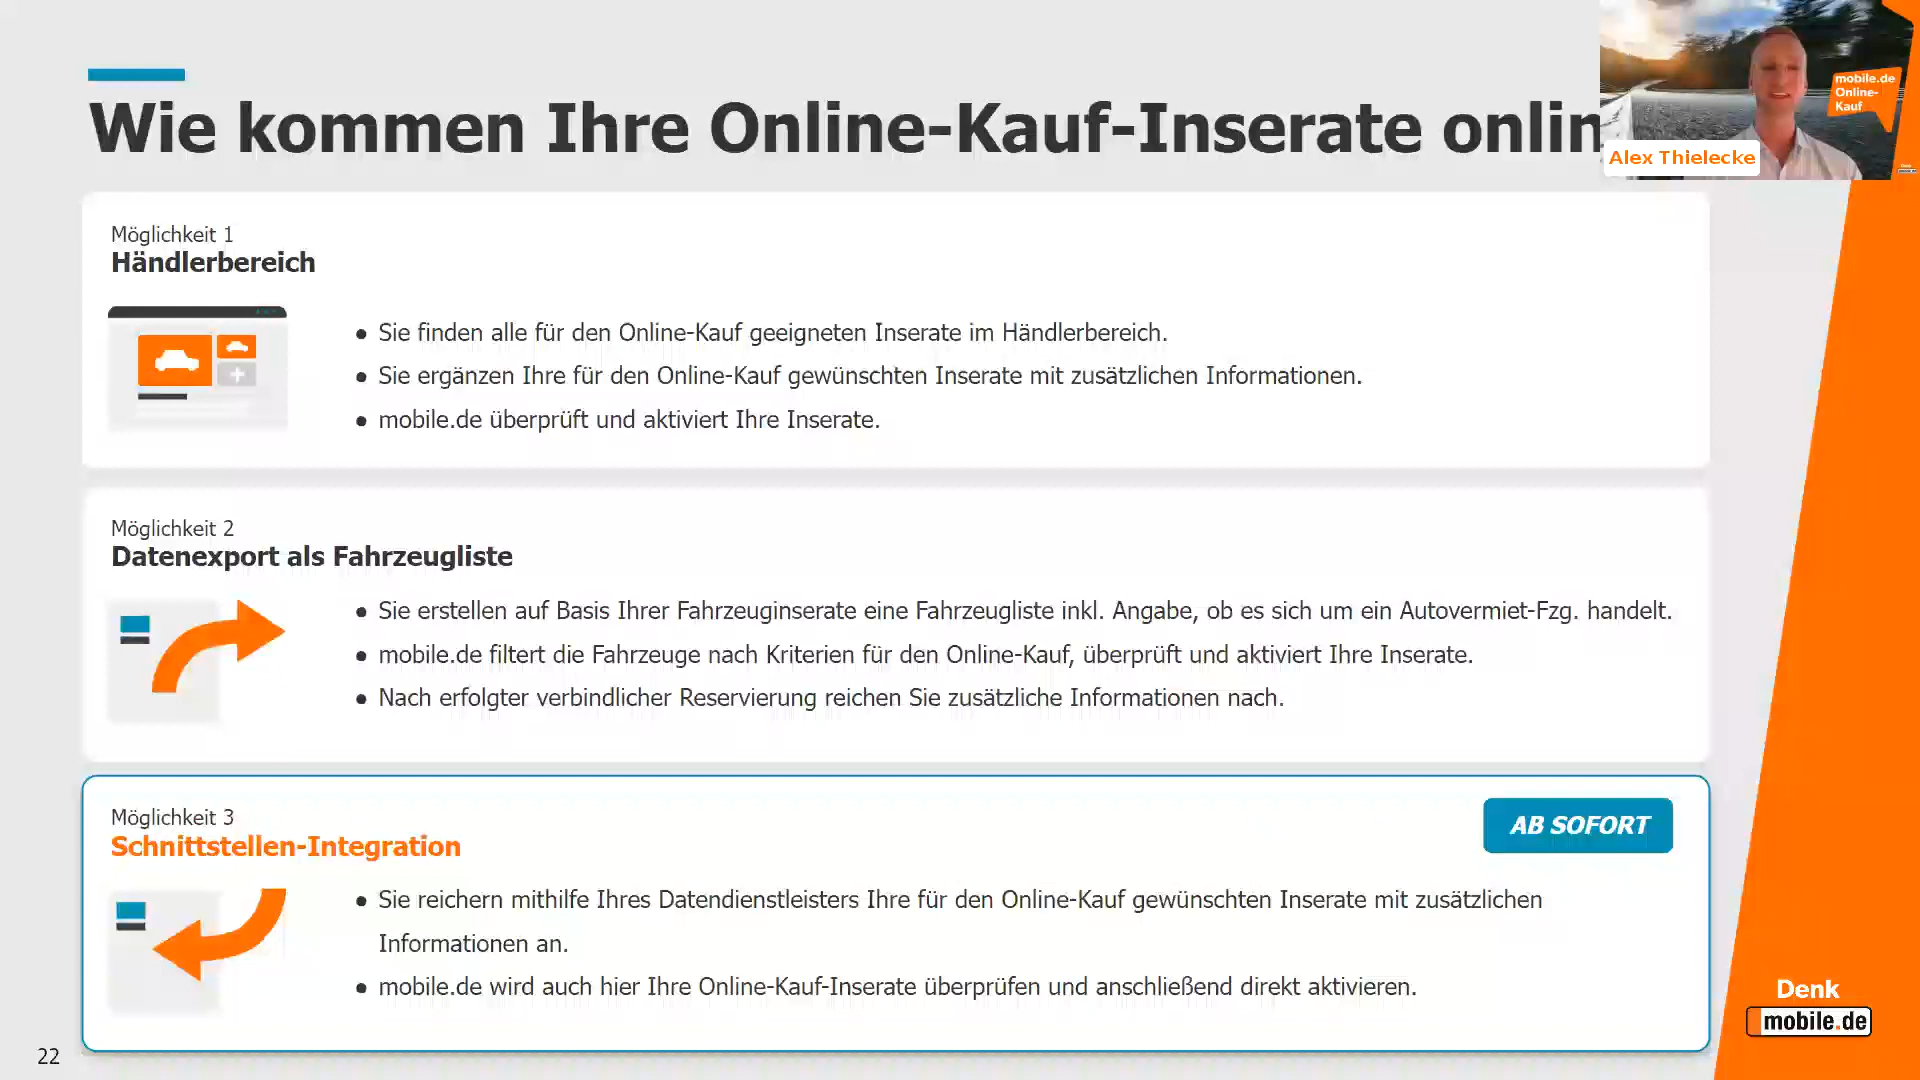 Wie kommen Ihre Online-Kauf-Inserate onlin
mobile.de
Online-
Kauf
Alex Thielecke
Möglichkeit 1
Händlerbereich
● Sie finden alle für den Online-Kauf geeigneten Inserate im Händlerbereich.
● Sie ergänzen Ihre für den Online-Kauf gewünschten Inserate mit zusätzlichen Informationen.
● mobile.de überprüft und aktiviert Ihre Inserate.
Möglichkeit 2
Datenexport als Fahrzeugliste
● Sie erstellen auf Basis Ihrer Fahrzeuginserate eine Fahrzeugliste inkl. Angabe, ob es sich um ein Autovermiet-Fzg. handelt.
● mobile.de filtert die Fahrzeuge nach Kriterien für den Online-Kauf, überprüft und aktiviert Ihre Inserate.
● Nach erfolgter verbindlicher Reservierung reichen Sie zusätzliche Informationen nach.
Möglichkeit 3
Schnittstellen-Integration
AB SOFORT
● Sie reichern mithilfe Ihres Datendienstleisters Ihre für den Online-Kauf gewünschten Inserate mit zusätzlichen
Informationen an.
● mobile.de wird auch hier Ihre Online-Kauf-Inserate überprüfen und anschließend direkt aktivieren.
Denk
mobile.de
22